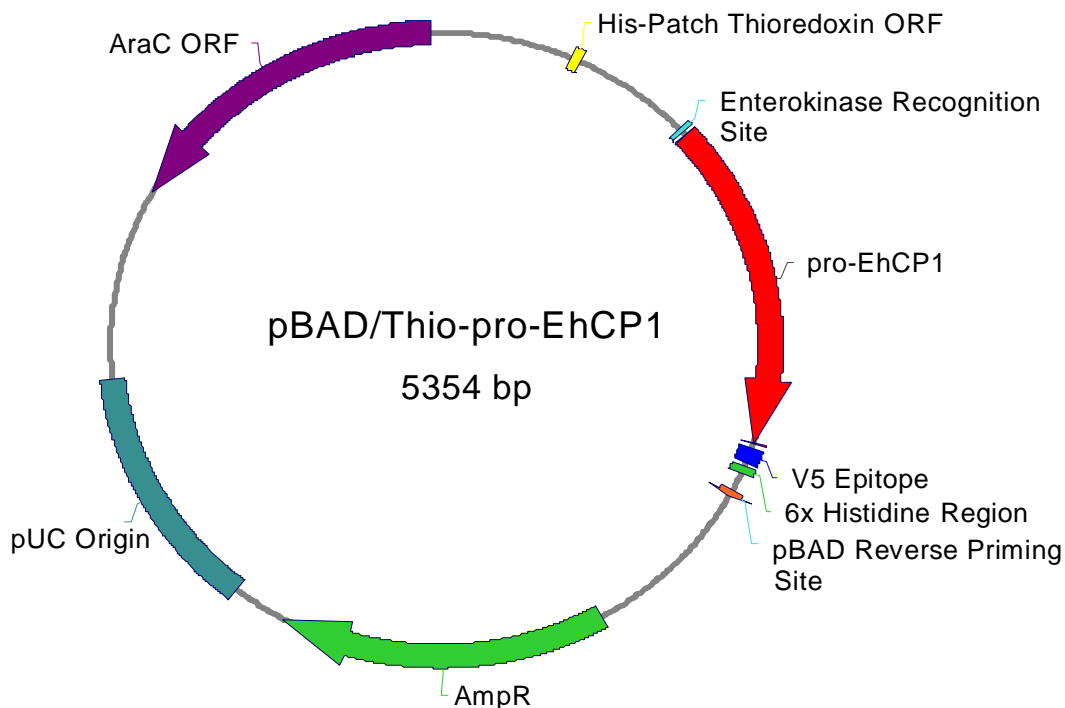 His-Patch Thioredoxin ORF
AraC ORF
Enterokinase Recognition
Site
pro-EhCP1
pBAD/Thio-pro-EhCP1
5354 bp
V5 Epitope
6x Histidine Region
pBAD Reverse Priming
Site
pUC Origin
AmpR